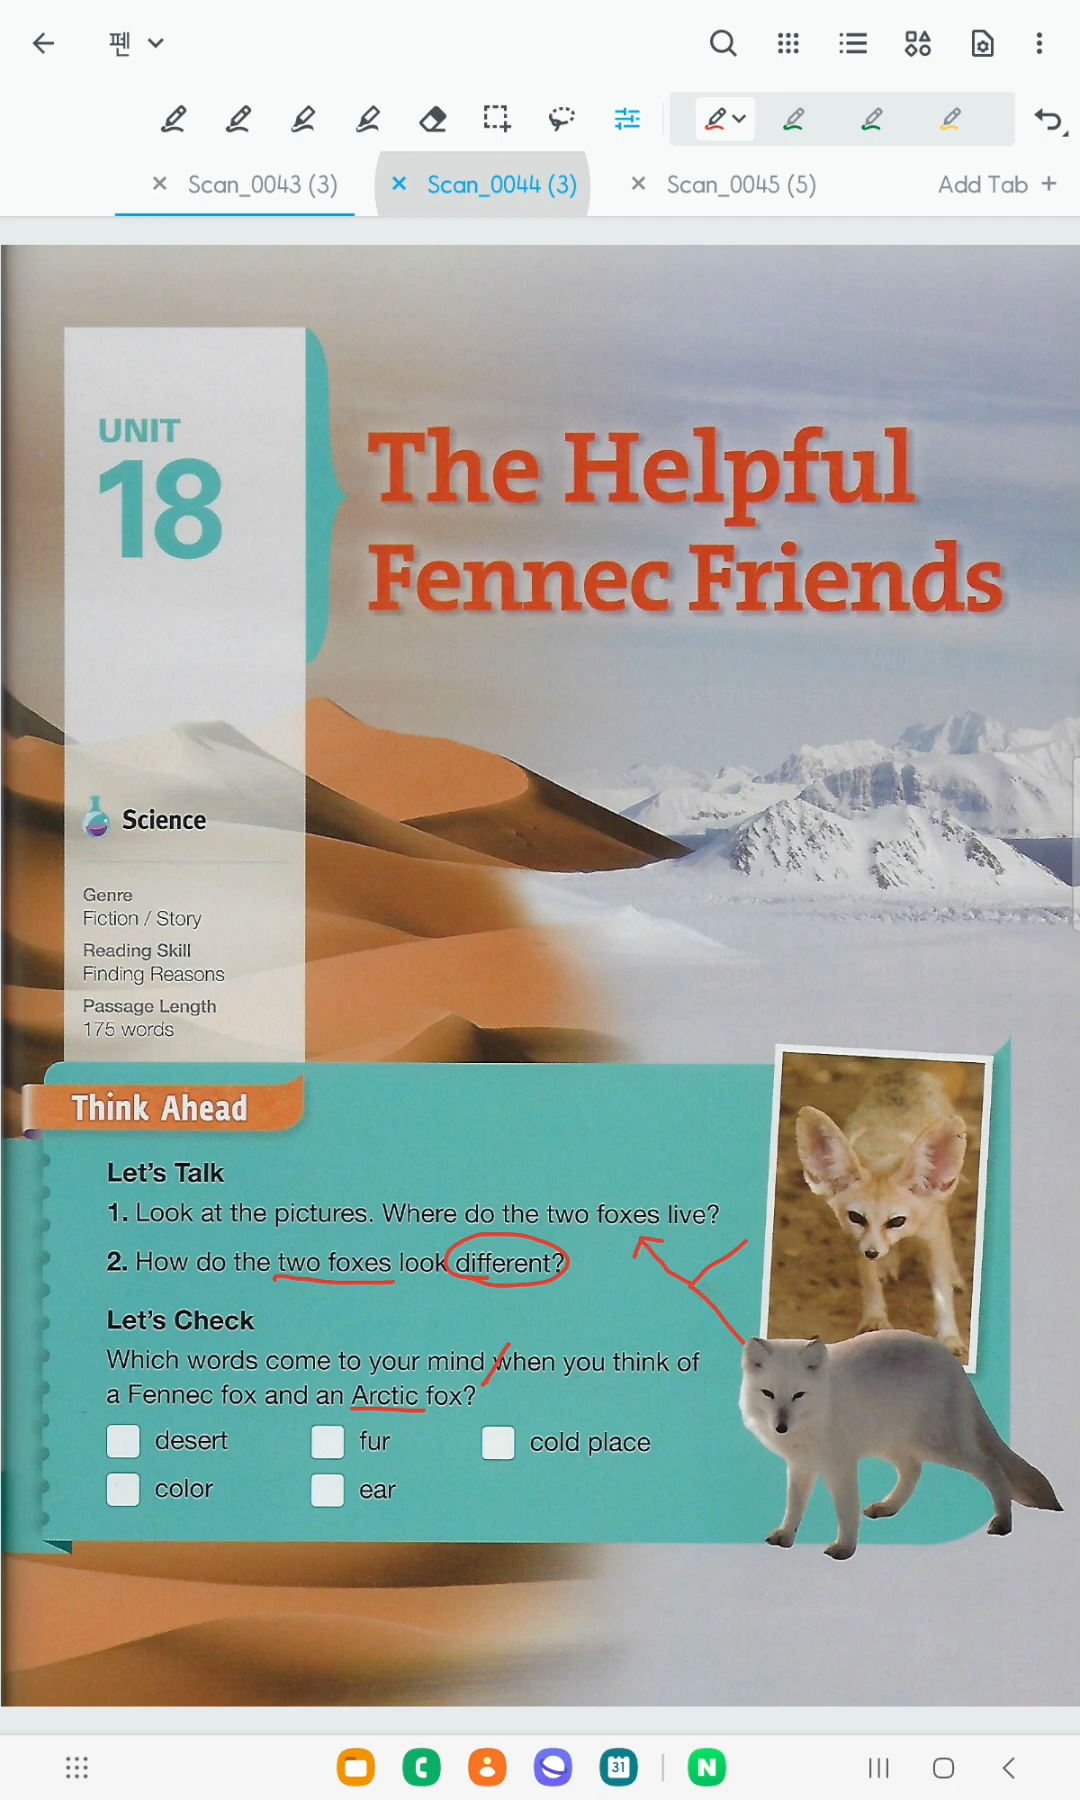 펜
Scan_0043 (3)
Scan_0044 (3)
Scan_0045 (5)
Add Tab +
UNIT
18
The Helpful
Fennec Friends
Science
Genre
Fiction / Story
Reading Skill
Finding Reasons
Passage Length
175 words
Think Ahead
Let's Talk
1. Look at the pictures. Where do the two foxes live?
2. How do the two foxes look different?
Let's Check
Which words come to your mind when you think of
a Fennec fox and an Arctic fox?
desert
fur
cold place
color
ear
31
N